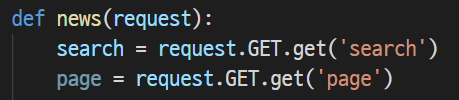 def news(request):
    search = request.GET.get('search')
    page = request.GET.get('page')